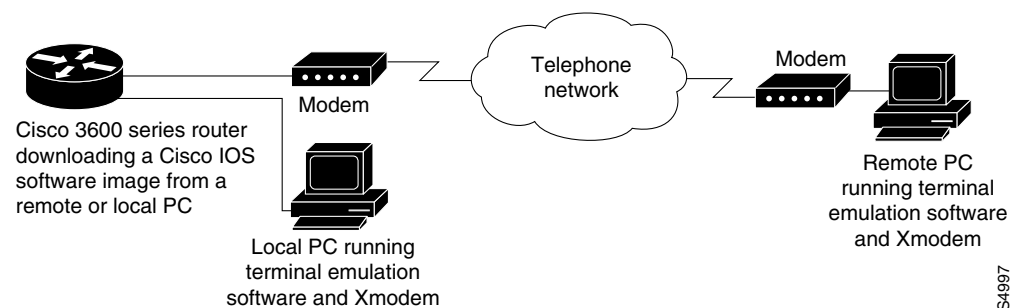 Cisco 3600 series router
downloading a Cisco IOS
software image from a
remote or local PC
Modem
Local PC running
terminal emulation
software and Xmodem
Telephone
network
Modem
Remote PC
running terminal
emulation software
and Xmodem
S4997